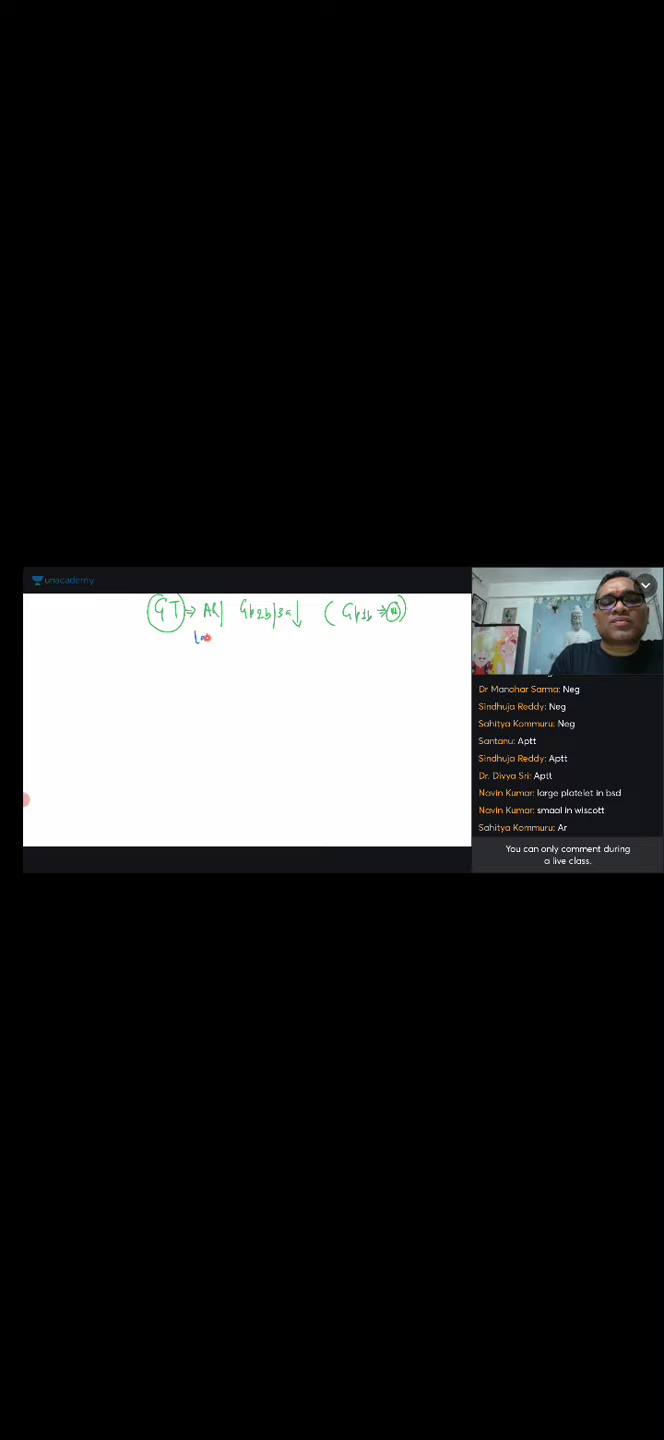 unacademy
GT ⇒ AR| Gp2b|3a ↓ ( Gp1b ⇒ N )
Dr Manohar Sarma: Neg
Sindhuja Reddy: Neg
Sahitya Kommuru: Neg
Santanu: Aptt
Sindhuja Reddy: Aptt
Dr. Divya Sri: Aptt
Navin Kumar: large platelet in bsd
Navin Kumar: smaal in wiscott
Sahitya Kommuru: Ar
You can only comment during
a live class.